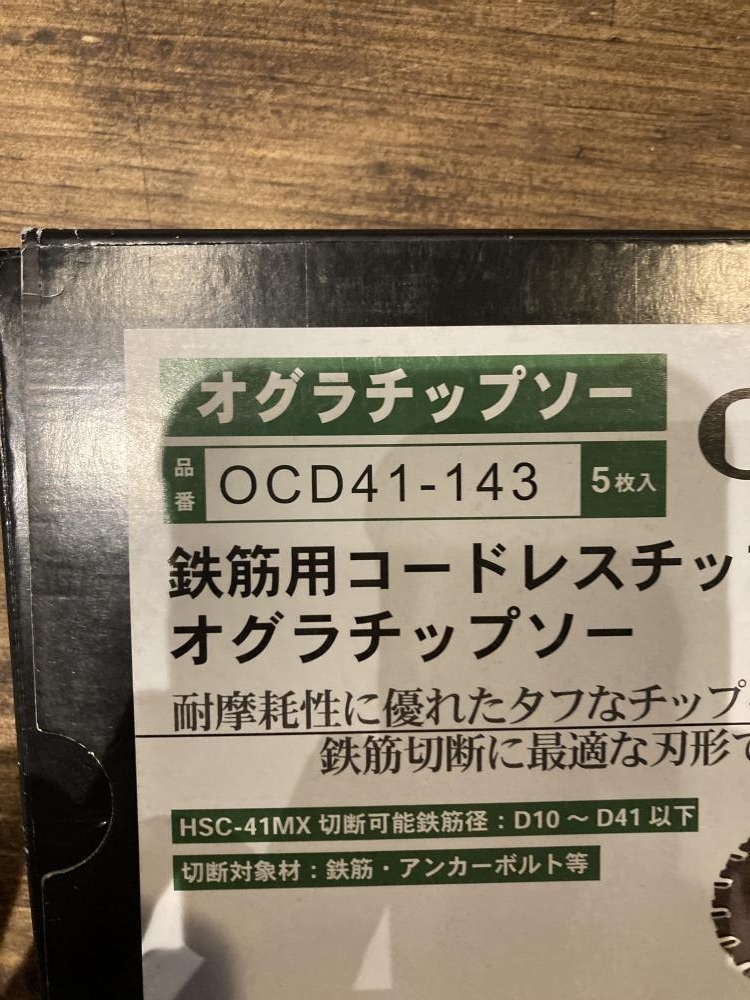 オグラチップソー
品番 OCD41-143 5枚入
鉄筋用コードレスチッ
オグラチップソー
耐摩耗性に優れたタフなチップ
鉄筋切断に最適な刃形で
HSC-41MX 切断可能鉄筋径：D10～D41以下
切断対象材：鉄筋・アンカーボルト等